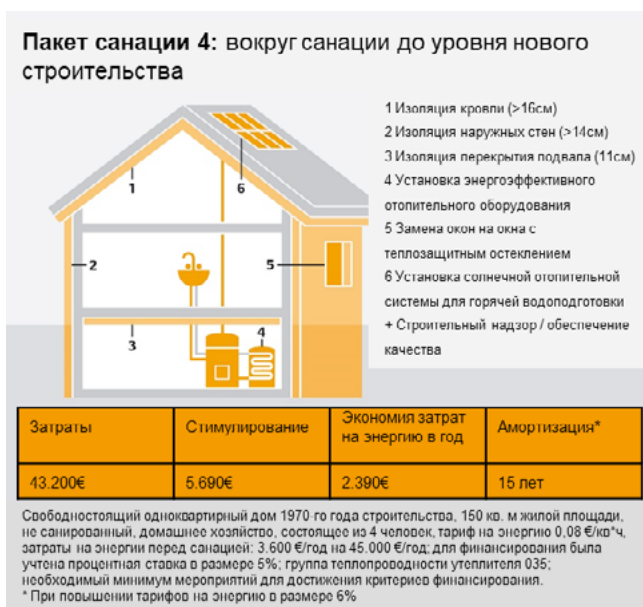 Пакет санации 4: вокруг санации до уровня нового
строительства
1 Изоляция кровли (>16см)
2 Изоляция наружных стен (>14см)
3 Изоляция перекрытия подвала (11см)
4 Установка энергоэффективного
отопительного оборудования
5 Замена окон на окна с
теплозащитным остеклением
6 Установка солнечной отопительной
системы для горячей водоподготовки
+ Строительный надзор / обеспечение
качества
1
6
2
5
3
4
Затраты Стимулирование Экономия затрат на энергию в год Амортизация*
43.200€ 5.690€ 2.390€ 15 лет
Свободностоящий одноквартирный дом 1970-го года строительства, 150 кв. м жилой площади,
не санированный, домашнее хозяйство, состоящее из 4 человек, тариф на энергию 0,08 €/кв*ч,
затраты на энергии перед санацией: 3.600 €/год на 45.000 €/год; для финансирования была
учтена процентная ставка в размере 5%; группа теплопроводности утеплителя 035;
необходимый минимум мероприятий для достижения критериев финансирования.
* При повышении тарифов на энергию в размере 6%